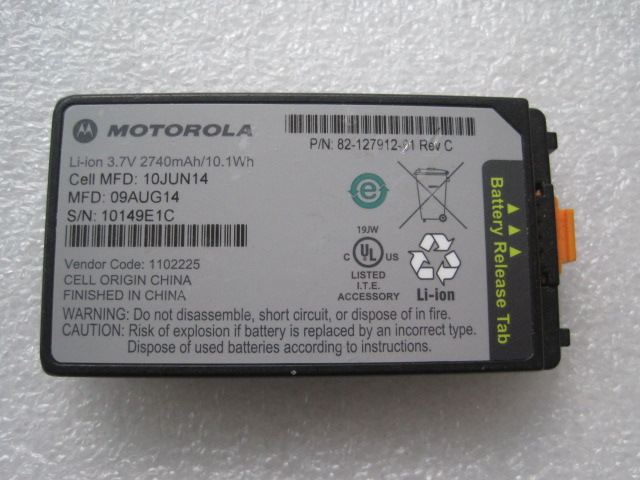 MOTOROLA
P/N: 82-127912-01 Rev C
Li-ion 3.7V 2740mAh/10.1Wh
Cell MFD: 10JUN14
MFD: 09AUG14
S/N: 10149E1C
19JW
C UL US
LISTED
I.T.E.
ACCESSORY
Li-ion
Vendor Code: 1102225
CELL ORIGIN CHINA
FINISHED IN CHINA
WARNING: Do not disassemble, short circuit, or dispose of in fire.
CAUTION: Risk of explosion if battery is replaced by an incorrect type.
Dispose of used batteries according to instructions.
Battery Release Tab